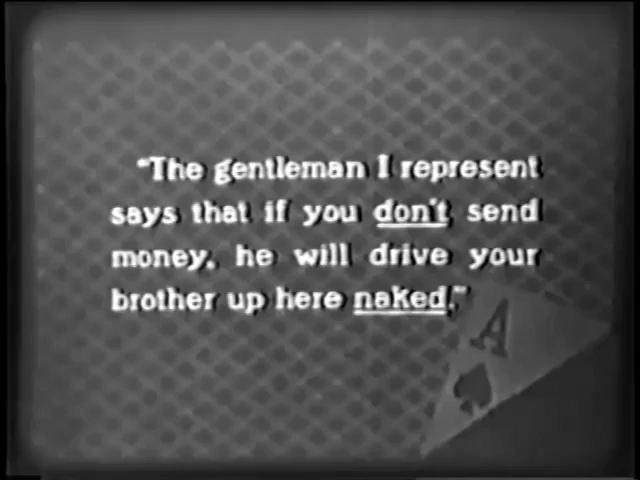 "The gentleman I represent
says that if you don't send
money, he will drive your
brother up here naked."
A